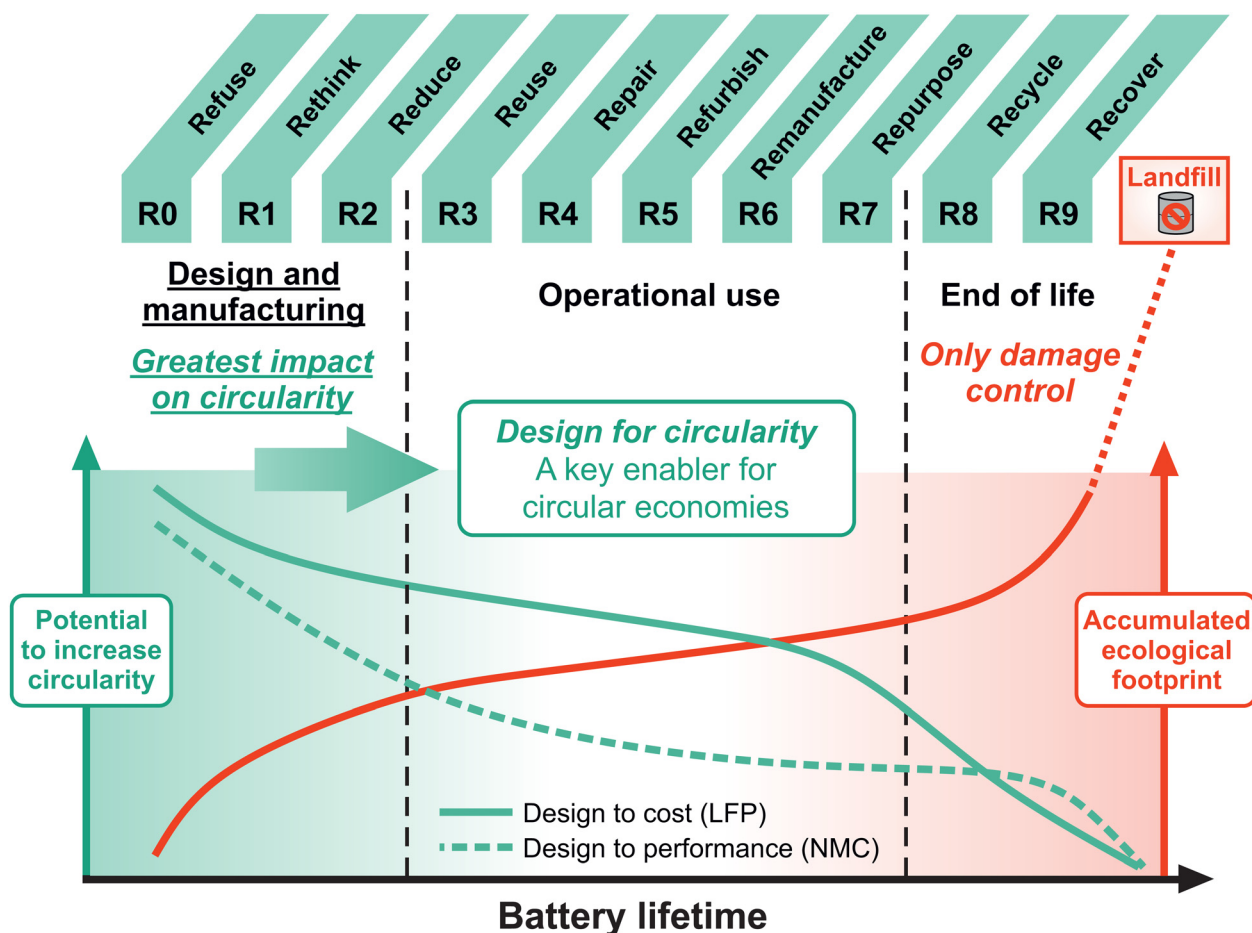 Refuse
Rethink
Reduce
Reuse
Repair
Refurbish
Remanufacture
Repurpose
Recycle
Recover
R0
R1
R2
R3
R4
R5
R6
R7
R8
R9
Landfill
Design and
manufacturing
Operational use
End of life
Greatest impact
on circularity
Only damage
control
Design for circularity
A key enabler for
circular economies
Potential
to increase
circularity
Accumulated
ecological
footprint
Design to cost (LFP)
Design to performance (NMC)
Battery lifetime